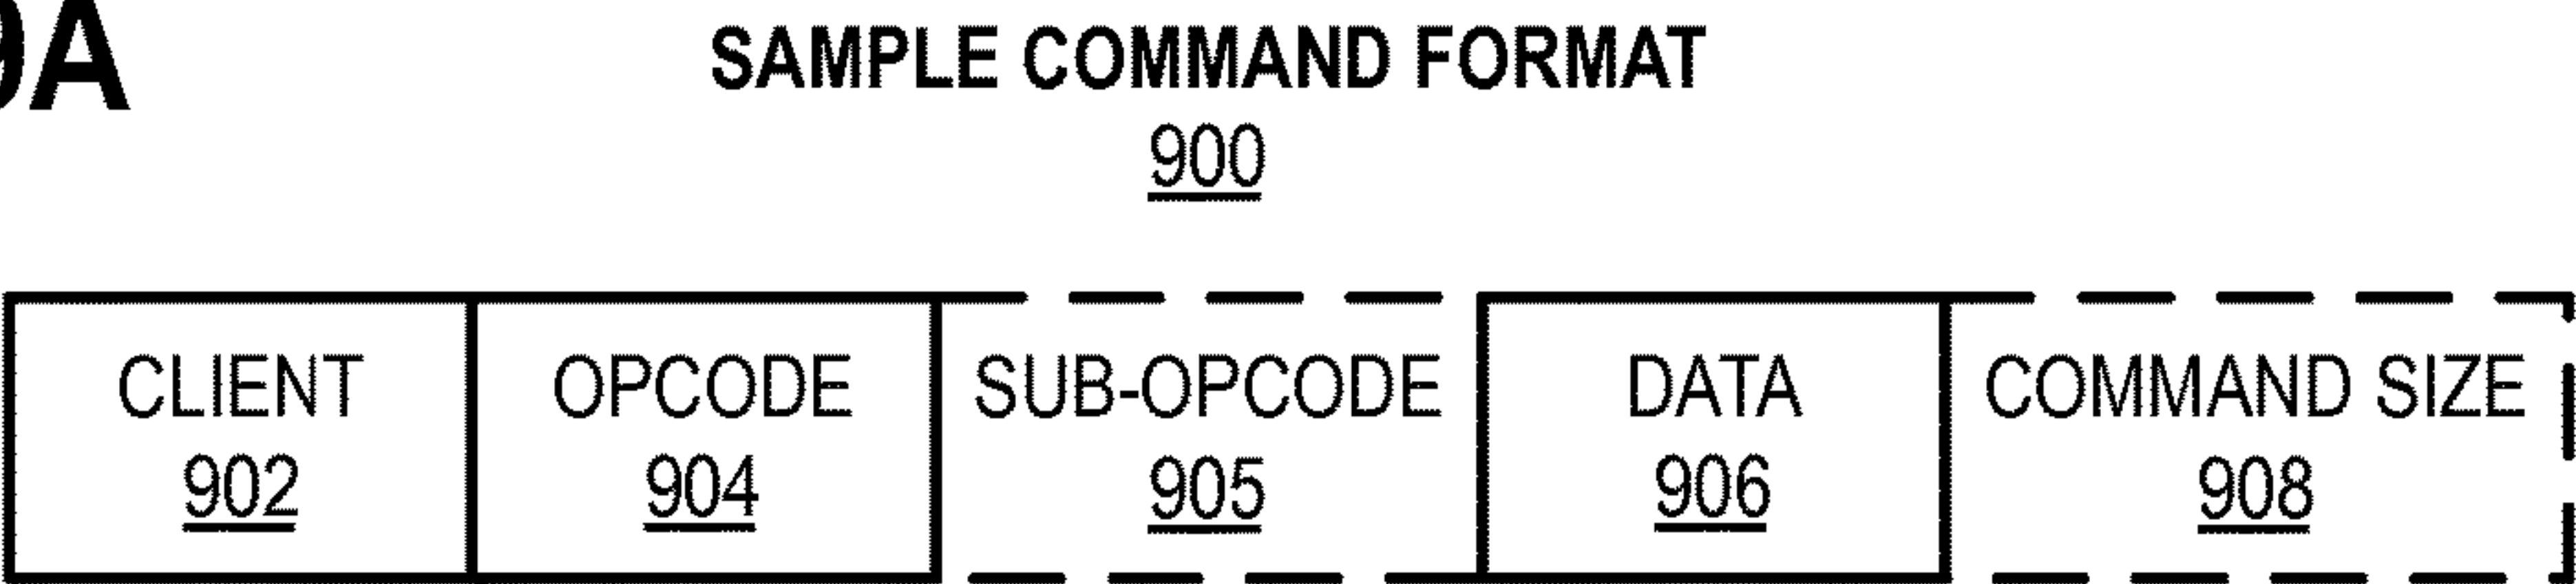 9A
SAMPLE COMMAND FORMAT
900
CLIENT OPCODE SUB-OPCODE DATA COMMAND SIZE
902 904 905 906 908